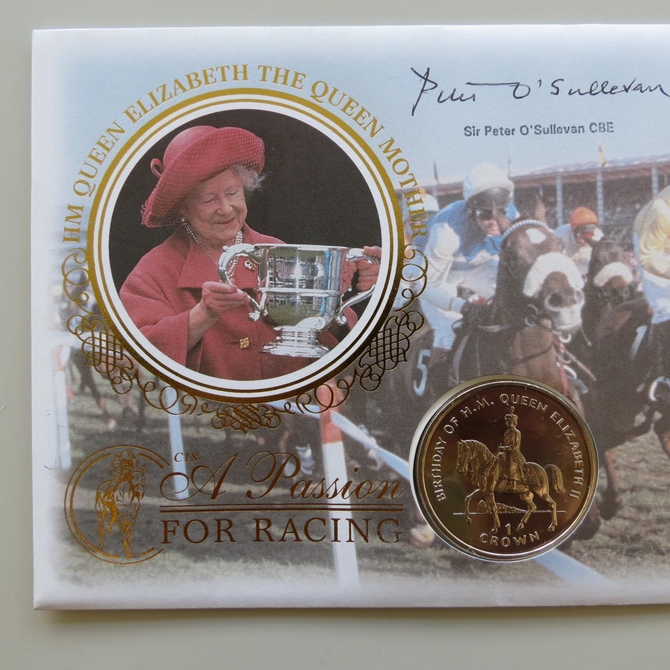 HM QUEEN ELIZABETH THE QUEEN MOTHER
Peter O'Sullevan
Sir Peter O'Sullevan CBE
5
BIRTHDAY OF H.M. QUEEN ELIZABETH II
1
CROWN
A Passion
FOR RACING